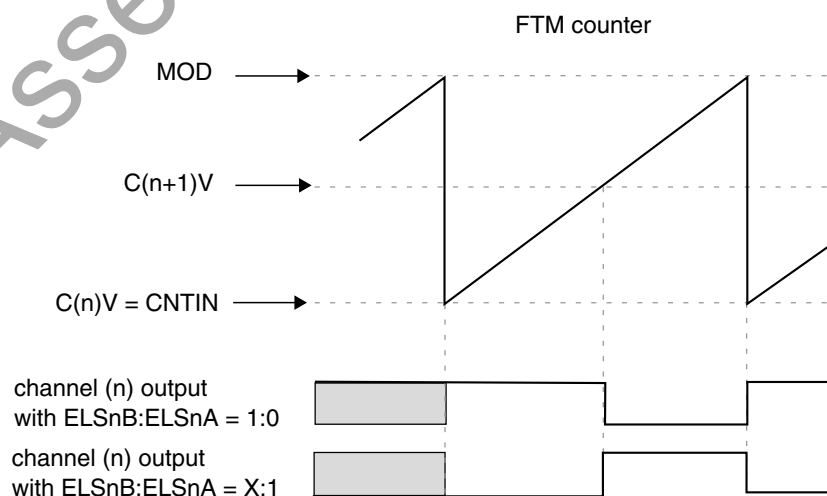 FTM counter
MOD
C(n+1)V
C(n)V = CNTIN
channel (n) output
with ELSnB:ELSnA = 1:0
channel (n) output
with ELSnB:ELSnA = X:1